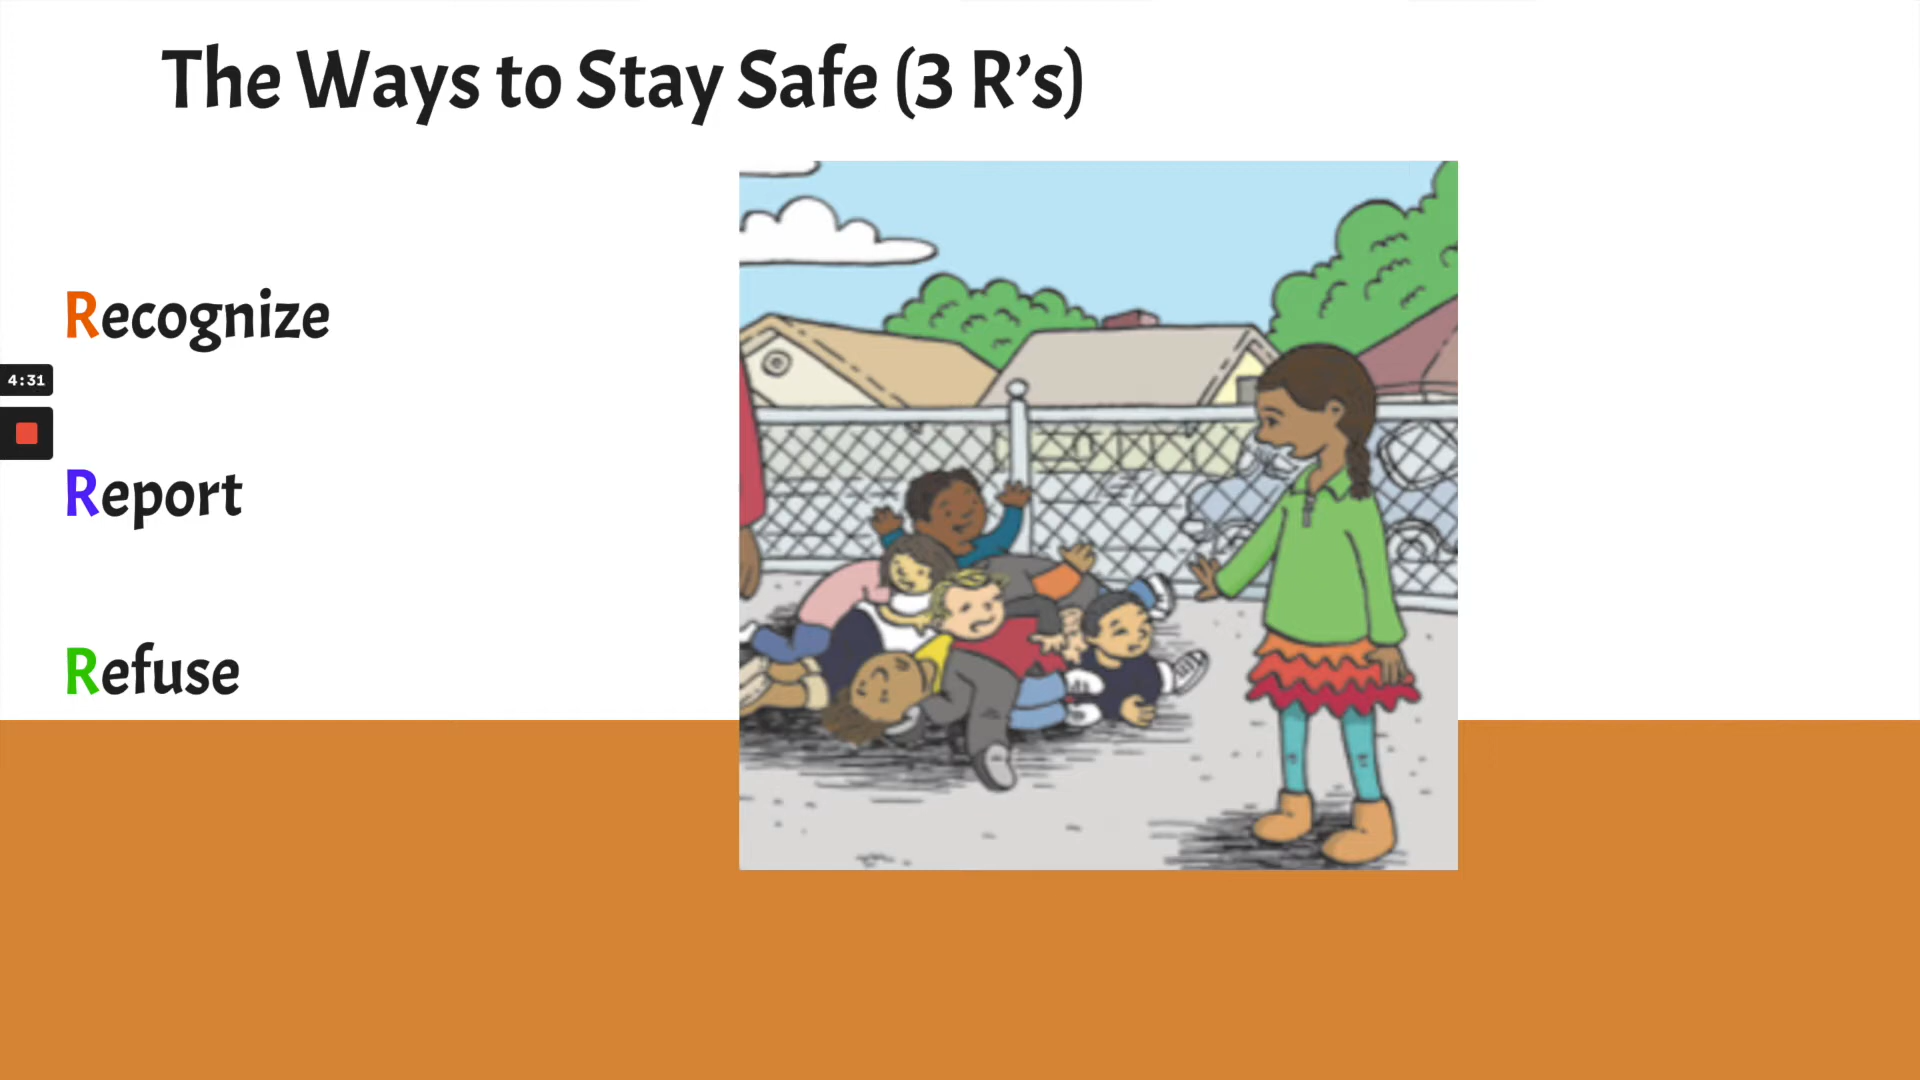 The Ways to Stay Safe (3 R’s)
Recognize
4:31
Report
Refuse